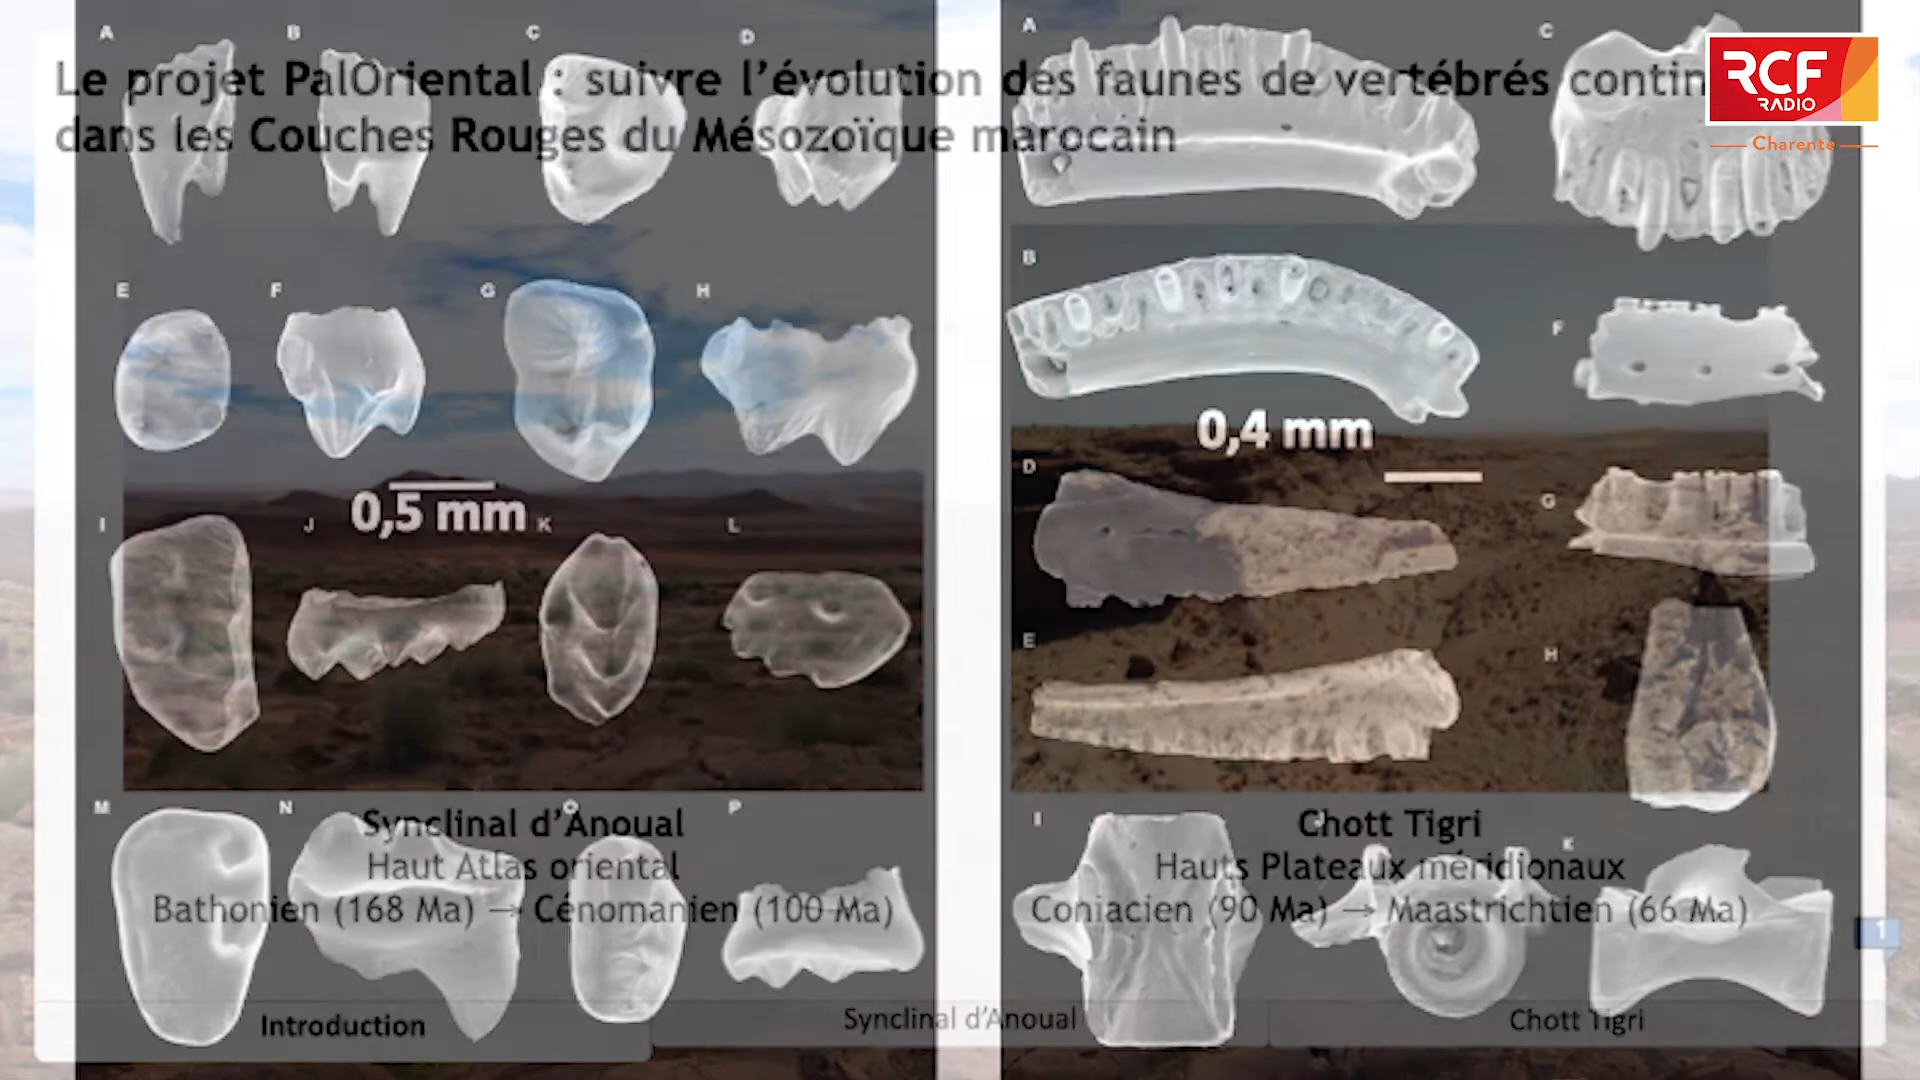 A
B
C
D
A
C
Le projet PalOriental : suivre l'évolution des faunes de vertébrés contin
dans les Couches Rouges du Mésozoïque marocain
RCF
RADIO
Charente
B
E
F
G
H
F
0,4 mm
D
G
I
J
0,5 mm
K
L
E
H
M
N
O
P
I
J
K
Synclinal d'Anoual
Haut Atlas oriental
Bathonien (168 Ma) → Cénomanien (100 Ma)
Chott Tigri
Hauts Plateaux méridionaux
Coniacien (90 Ma) → Maastrichtien (66 Ma)
1
Introduction
Synclinal d'Anoual
Chott Tigri